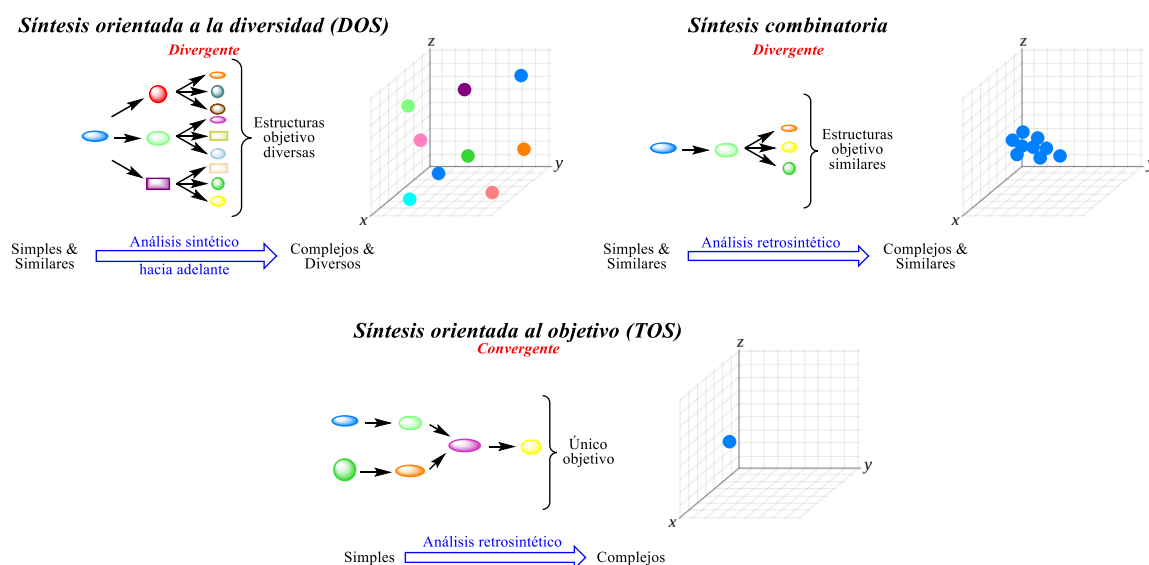 Síntesis orientada a la diversidad (DOS)
Divergente
Estructuras
objetivo
diversas
z
y
x
Simples &
Similares
Análisis sintético
hacia adelante
Complejos &
Diversos
Síntesis combinatoria
Divergente
Estructuras
objetivo
similares
z
y
x
Simples &
Similares
Análisis retrosintético
Complejos &
Similares
Síntesis orientada al objetivo (TOS)
Convergente
Único
objetivo
z
y
x
Simples
Análisis retrosintético
Complejos